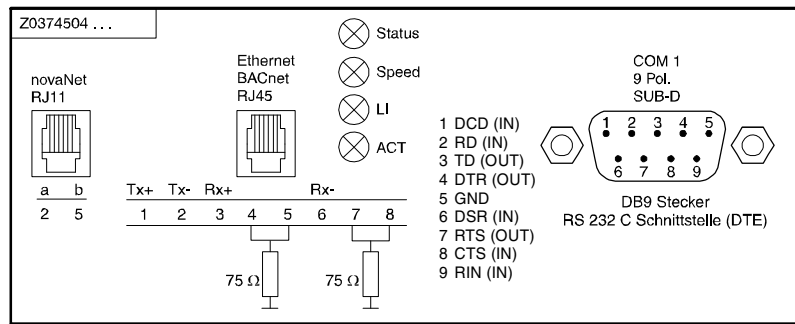 Z0374504 . . .
novaNet
RJ11
a b
2 5
Ethernet
BACnet
RJ45
Status
Speed
LI
ACT
Tx+ Tx- Rx+ Rx-
1 2 3 4 5 6 7 8
75 Ω 75 Ω
1 DCD (IN)
2 RD (IN)
3 TD (OUT)
4 DTR (OUT)
5 GND
6 DSR (IN)
7 RTS (OUT)
8 CTS (IN)
9 RIN (IN)
COM 1
9 Pol.
SUB-D
1 2 3 4 5
6 7 8 9
DB9 Stecker
RS 232 C Schnittstelle (DTE)